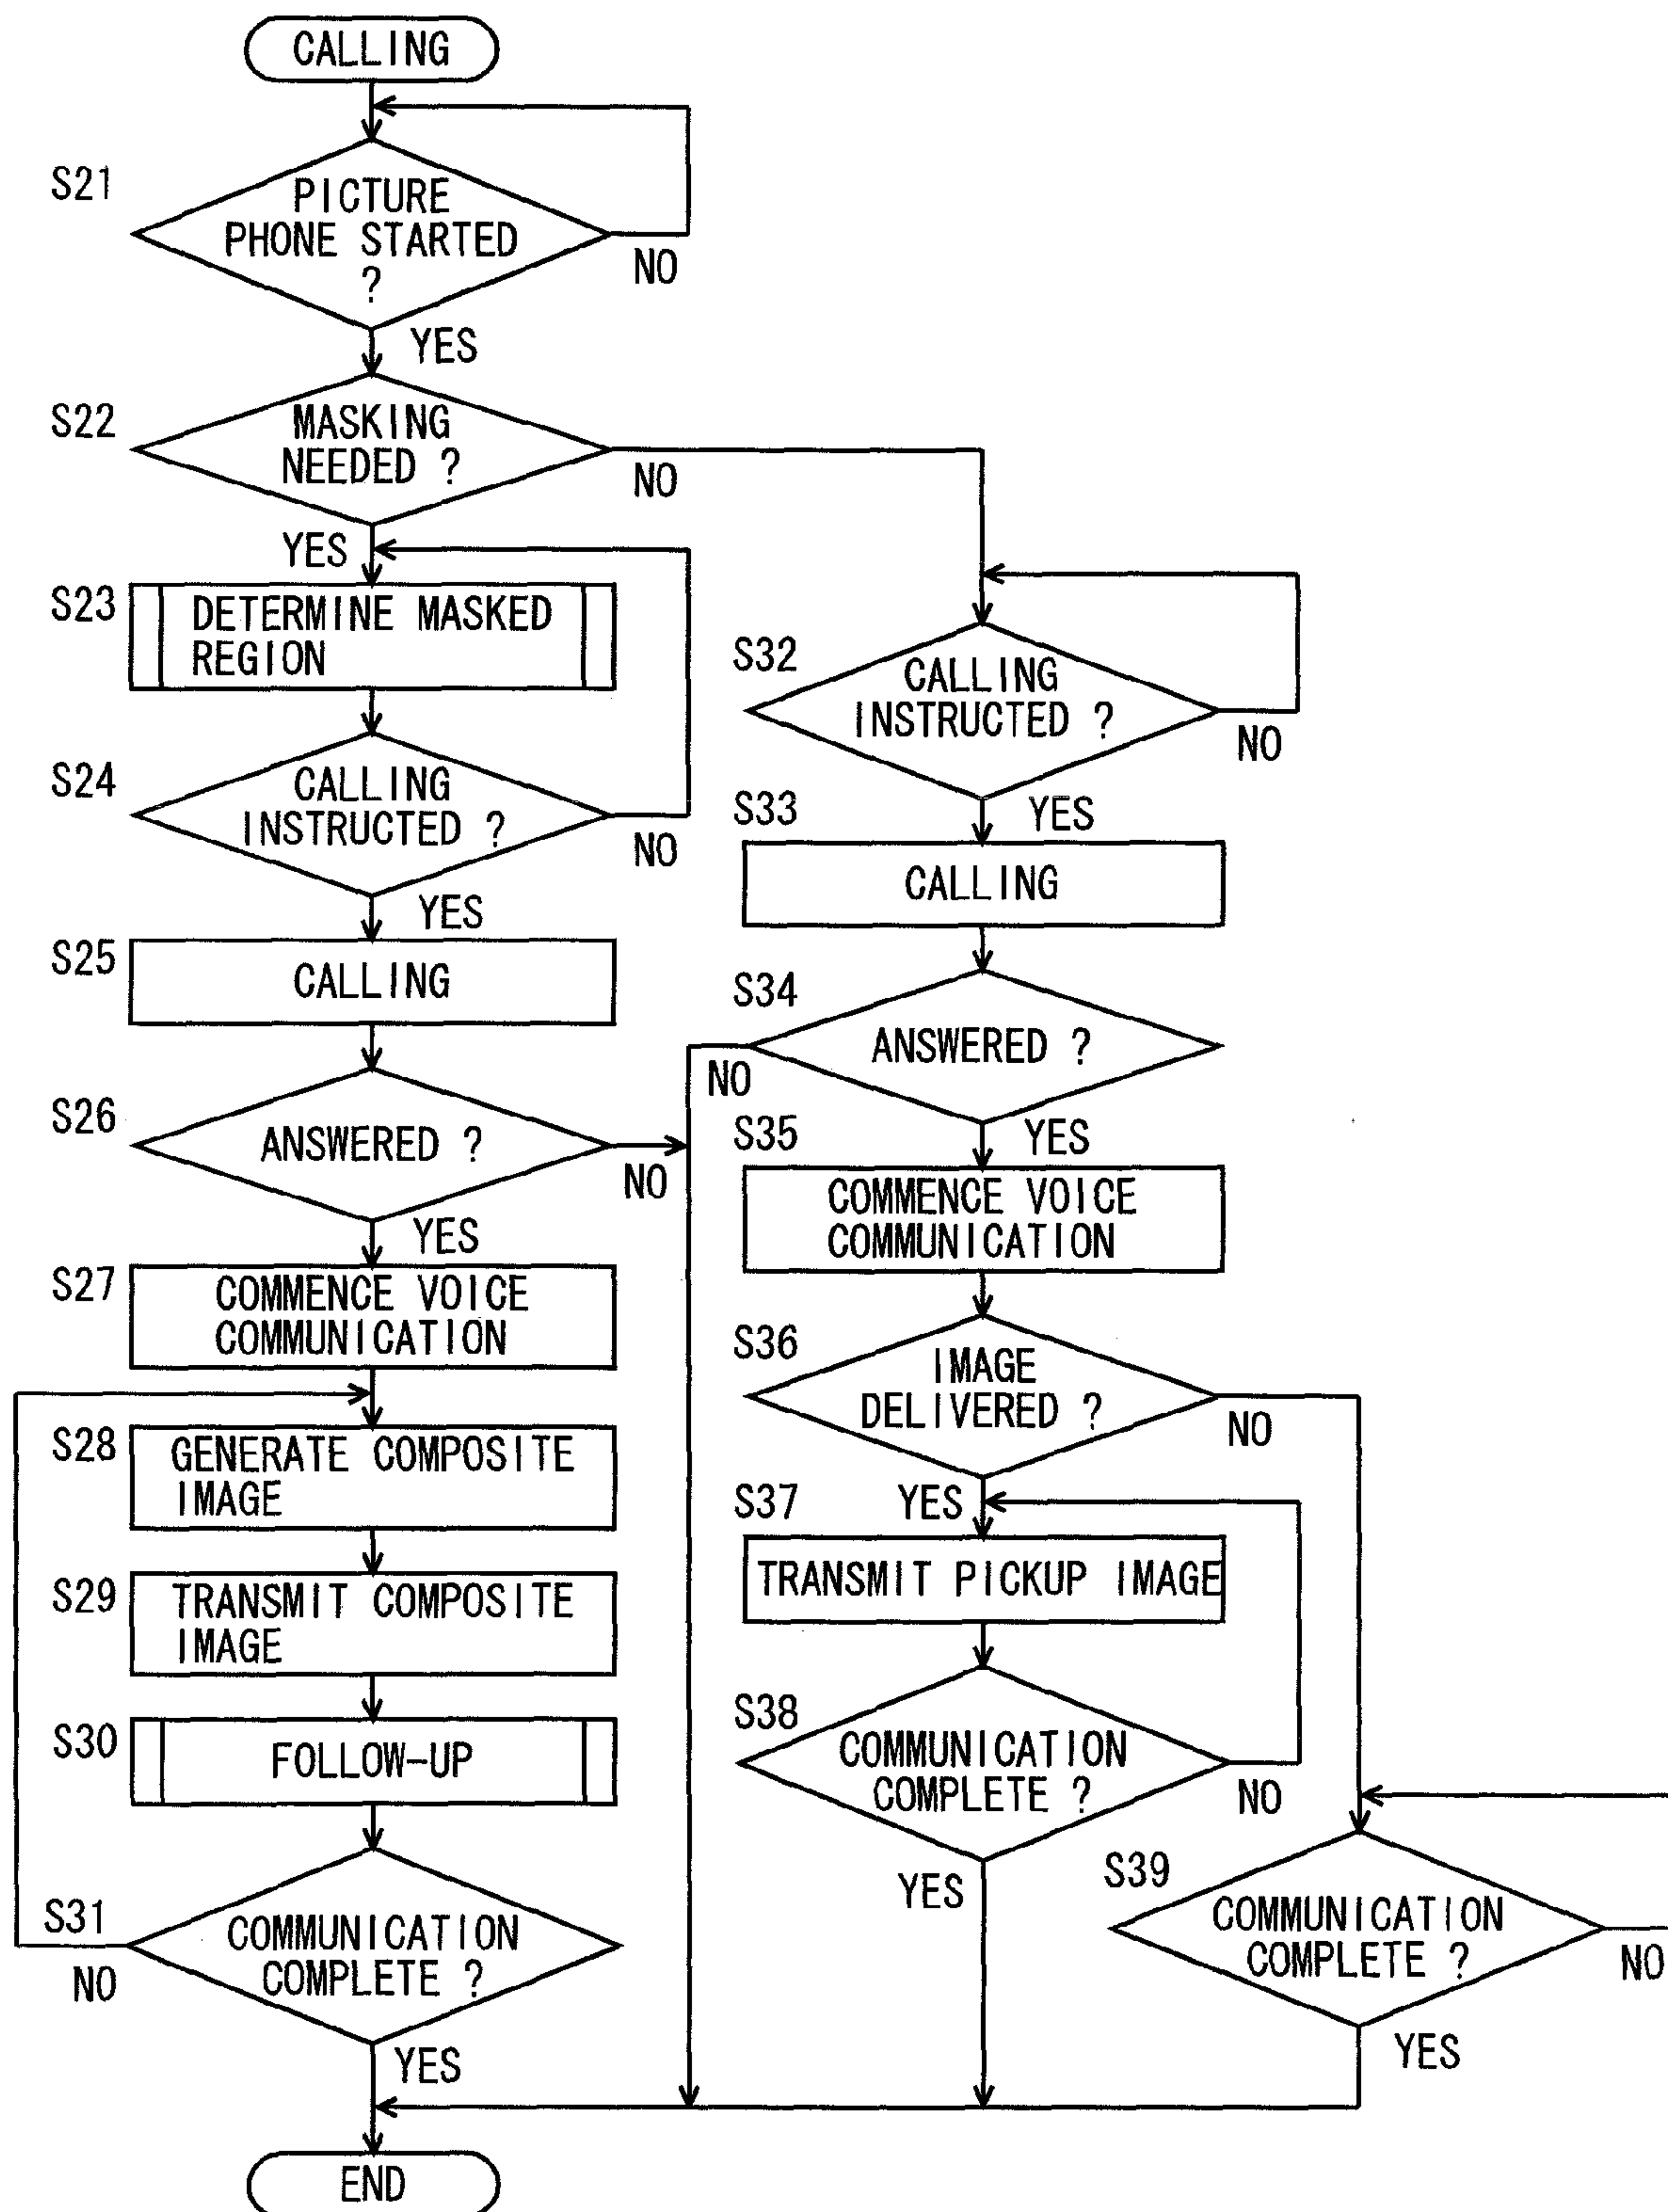 CALLING
S21
PICTURE
PHONE STARTED
?
NO
YES
S22
MASKING
NEEDED ?
NO
YES
S23
DETERMINE MASKED
REGION
S24
CALLING
INSTRUCTED ?
NO
YES
S25
CALLING
S26
ANSWERED ?
NO
YES
S27
COMMENCE VOICE
COMMUNICATION
S28
GENERATE COMPOSITE
IMAGE
S29
TRANSMIT COMPOSITE
IMAGE
S30
FOLLOW-UP
S31
COMMUNICATION
COMPLETE ?
NO
YES
END
S32
CALLING
INSTRUCTED ?
NO
YES
S33
CALLING
S34
ANSWERED ?
NO
YES
S35
COMMENCE VOICE
COMMUNICATION
S36
IMAGE
DELIVERED ?
NO
YES
S37
TRANSMIT PICKUP IMAGE
S38
COMMUNICATION
COMPLETE ?
NO
YES
S39
COMMUNICATION
COMPLETE ?
NO
YES